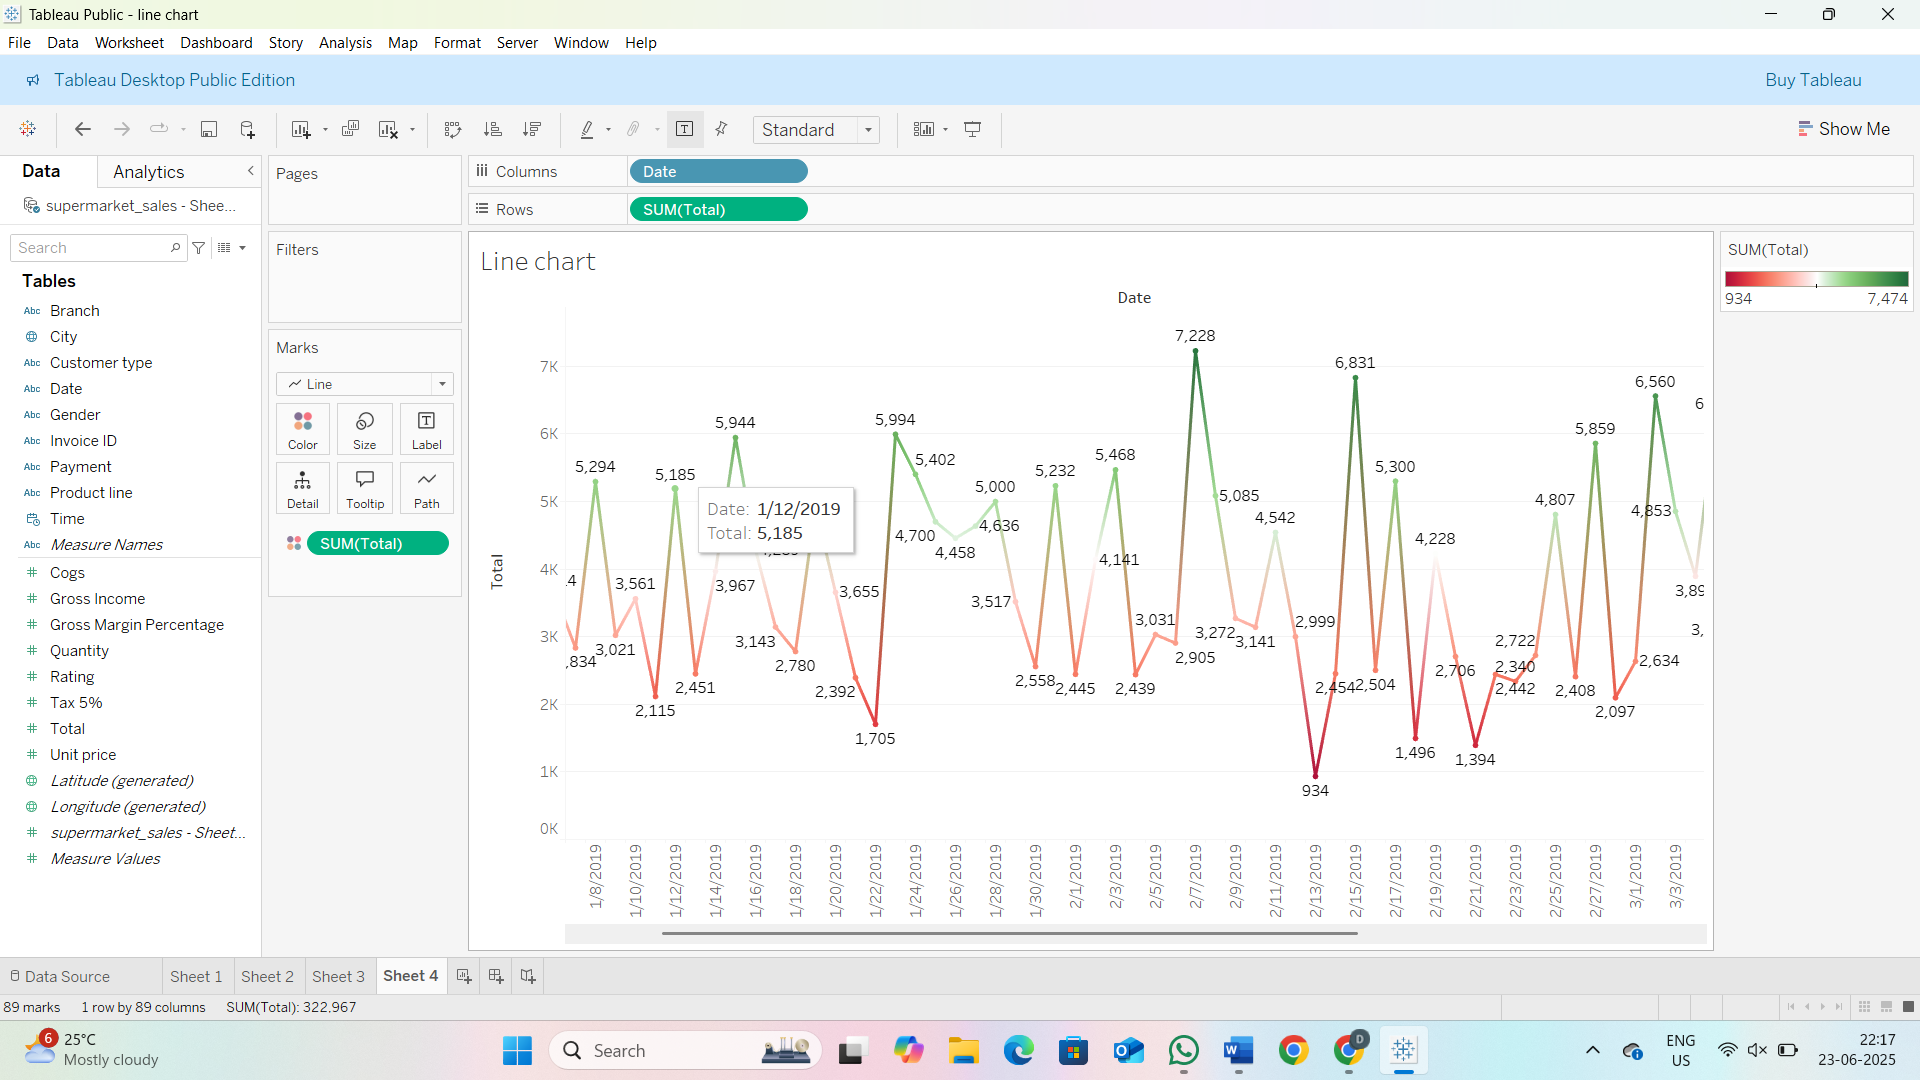 Tableau Public - line chart
File Data Worksheet Dashboard Story Analysis Map Format Server Window Help
Tableau Desktop Public Edition
Buy Tableau
Standard
Show Me
Data
Analytics
supermarket_sales - Shee...
Search
Tables
Abc Branch
City
Abc Customer type
Abc Date
Abc Gender
Abc Invoice ID
Abc Payment
Abc Product line
Time
Abc Measure Names
# Cogs
# Gross Income
# Gross Margin Percentage
# Quantity
# Rating
# Tax 5%
# Total
# Unit price
Latitude (generated)
Longitude (generated)
# supermarket_sales - Sheet...
# Measure Values
Pages
Filters
Marks
Line
Color
Size
Label
Detail
Tooltip
Path
SUM(Total)
Columns
Date
Rows
SUM(Total)
Line chart
Date
Total
7K
6K
5K
4K
3K
2K
1K
0K
,834
5,294
3,021
3,561
2,115
5,185
2,451
3,967
5,944
3,143
2,780
3,655
2,392
1,705
5,994
5,402
4,700
4,458
4,636
5,000
3,517
2,558
5,232
2,445
4,141
5,468
2,439
3,031
2,905
7,228
5,085
3,272
3,141
4,542
2,999
934
2,454
6,831
2,504
5,300
1,496
4,228
2,706
1,394
2,442
2,340
2,722
4,807
2,408
5,859
2,097
2,634
6,560
4,853
3,89
3,
6
Date: 1/12/2019
Total: 5,185
1/8/2019
1/10/2019
1/12/2019
1/14/2019
1/16/2019
1/18/2019
1/20/2019
1/22/2019
1/24/2019
1/26/2019
1/28/2019
1/30/2019
2/1/2019
2/3/2019
2/5/2019
2/7/2019
2/9/2019
2/11/2019
2/13/2019
2/15/2019
2/17/2019
2/19/2019
2/21/2019
2/23/2019
2/25/2019
2/27/2019
3/1/2019
3/3/2019
SUM(Total)
934
7,474
Data Source
Sheet 1
Sheet 2
Sheet 3
Sheet 4
89 marks
1 row by 89 columns
SUM(Total): 322,967
6
25°C
Mostly cloudy
Search
D
ENG
US
22:17
23-06-2025